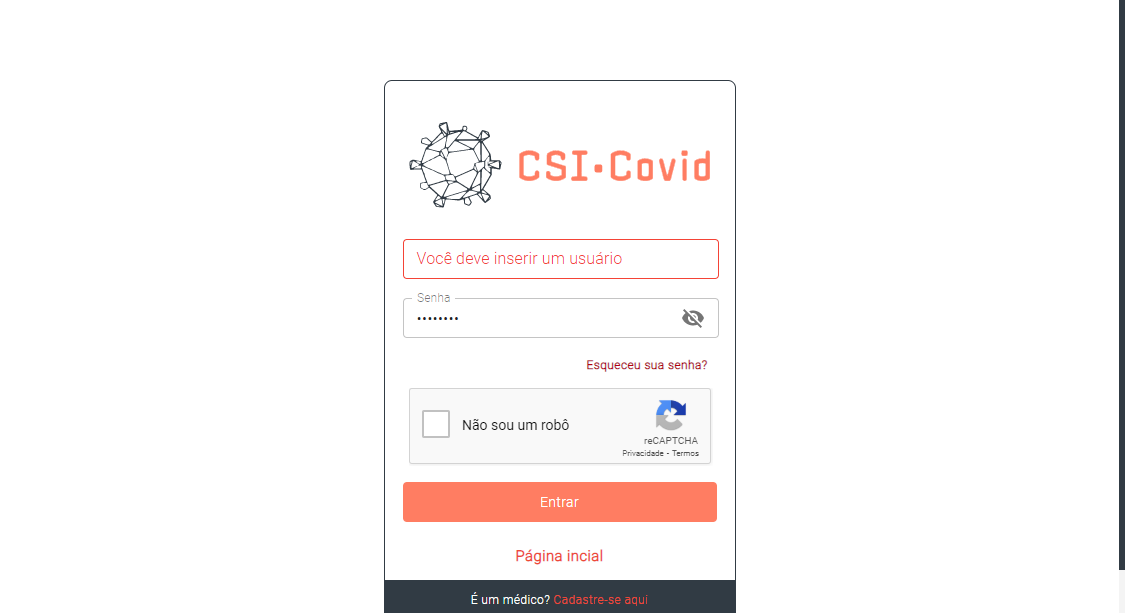 CSI·Covid
Você deve inserir um usuário
Senha
••••••••
Esqueceu sua senha?
Não sou um robô
reCAPTCHA
Privacidade - Termos
Entrar
Página incial
É um médico? Cadastre-se aqui